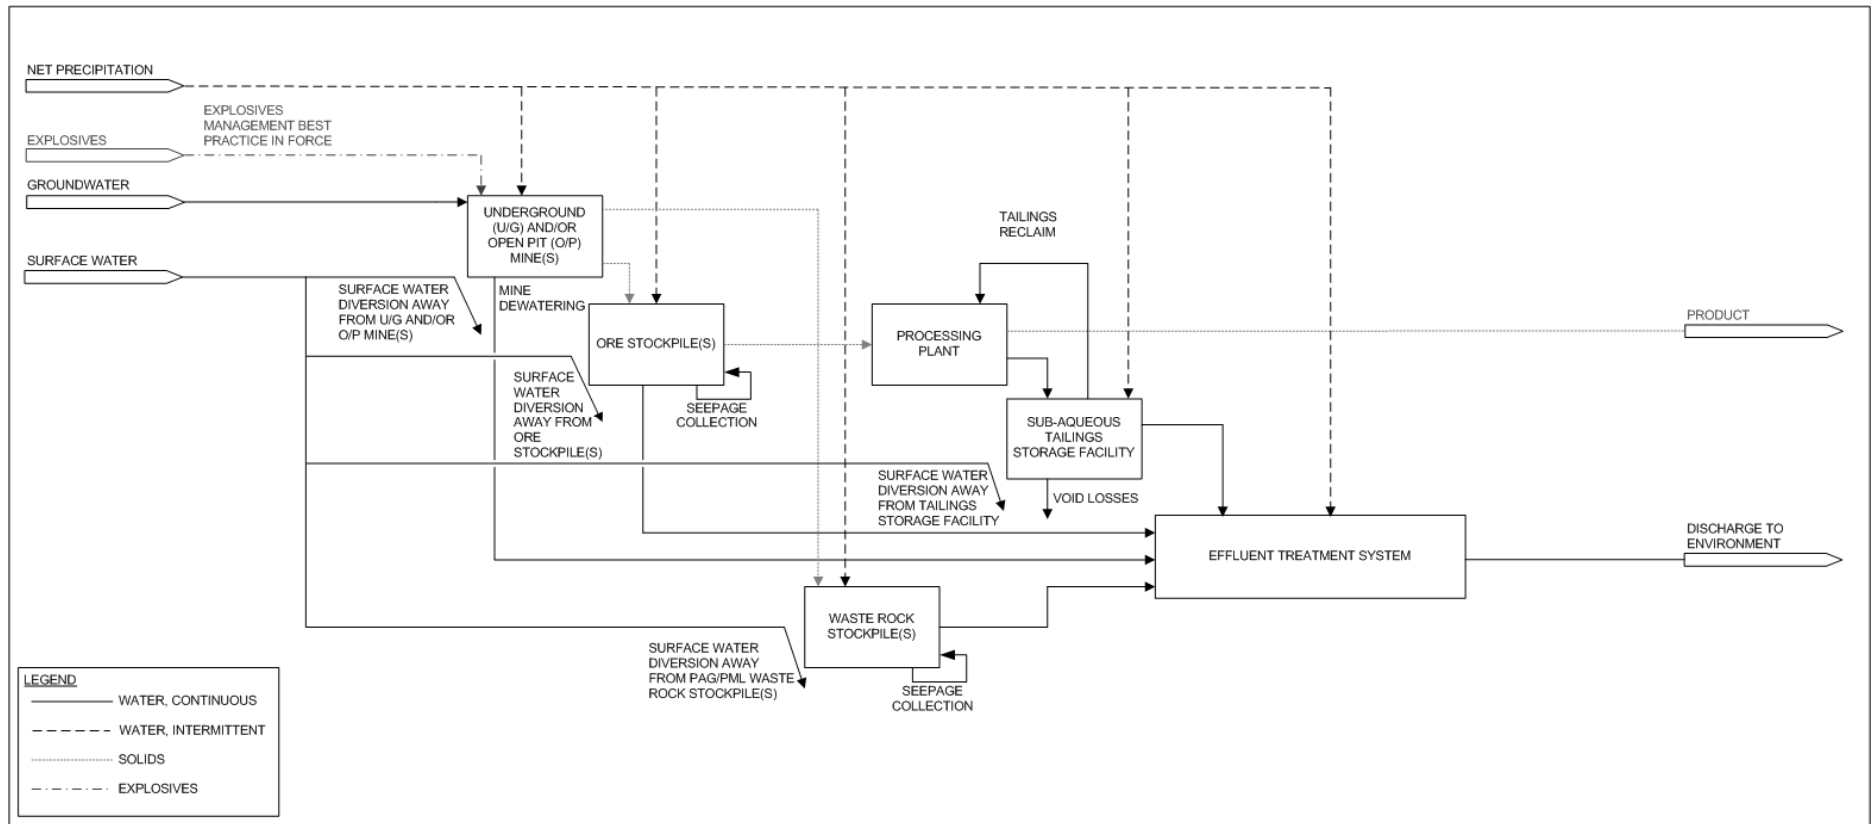 NET PRECIPITATION
EXPLOSIVES
MANAGEMENT BEST
PRACTICE IN FORCE
EXPLOSIVES
GROUNDWATER
UNDERGROUND
(U/G) AND/OR
OPEN PIT (O/P)
MINE(S)
TAILINGS
RECLAIM
SURFACE WATER
SURFACE WATER
DIVERSION AWAY
FROM U/G AND/OR
O/P MINE(S)
MINE
DEWATERING
ORE STOCKPILE(S)
PROCESSING
PLANT
PRODUCT
SURFACE
WATER
DIVERSION
AWAY FROM
ORE
STOCKPILE(S)
SEEPAGE
COLLECTION
SUB-AQUEOUS
TAILINGS
STORAGE FACILITY
SURFACE WATER
DIVERSION AWAY
FROM TAILINGS
STORAGE FACILITY
VOID LOSSES
EFFLUENT TREATMENT SYSTEM
DISCHARGE TO
ENVIRONMENT
WASTE ROCK
STOCKPILE(S)
SURFACE WATER
DIVERSION AWAY
FROM PAG/PML WASTE
ROCK STOCKPILE(S)
SEEPAGE
COLLECTION
LEGEND
WATER, CONTINUOUS
WATER, INTERMITTENT
SOLIDS
EXPLOSIVES